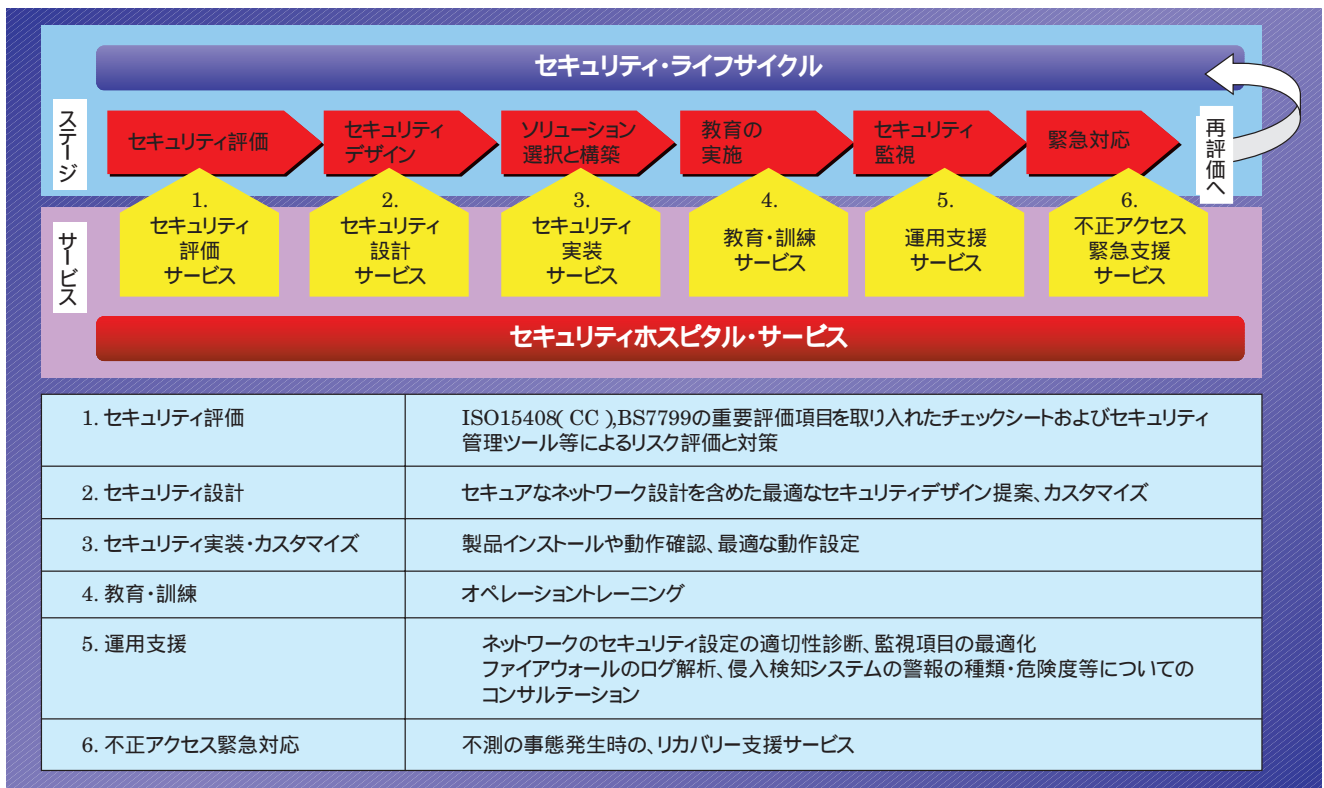 セキュリティ・ライフサイクル
ステージ
セキュリティ評価
セキュリティ
デザイン
ソリューション
選択と構築
教育の
実施
セキュリティ
監視
緊急対応
再評価へ
サービス
1.
セキュリティ
評価
サービス
2.
セキュリティ
設計
サービス
3.
セキュリティ
実装
サービス
4.
教育・訓練
サービス
5.
運用支援
サービス
6.
不正アクセス
緊急支援
サービス
セキュリティホスピタル・サービス
1. セキュリティ評価
ISO15408( CC ),BS7799の重要評価項目を取り入れたチェックシートおよびセキュリティ
管理ツール等によるリスク評価と対策
2. セキュリティ設計
セキュアなネットワーク設計を含めた最適なセキュリティデザイン提案、カスタマイズ
3. セキュリティ実装・カスタマイズ
製品インストールや動作確認、最適な動作設定
4. 教育・訓練
オペレーショントレーニング
5. 運用支援
ネットワークのセキュリティ設定の適切性診断、監視項目の最適化
ファイアウォールのログ解析、侵入検知システムの警報の種類・危険度等についての
コンサルテーション
6. 不正アクセス緊急対応
不測の事態発生時の、リカバリー支援サービス